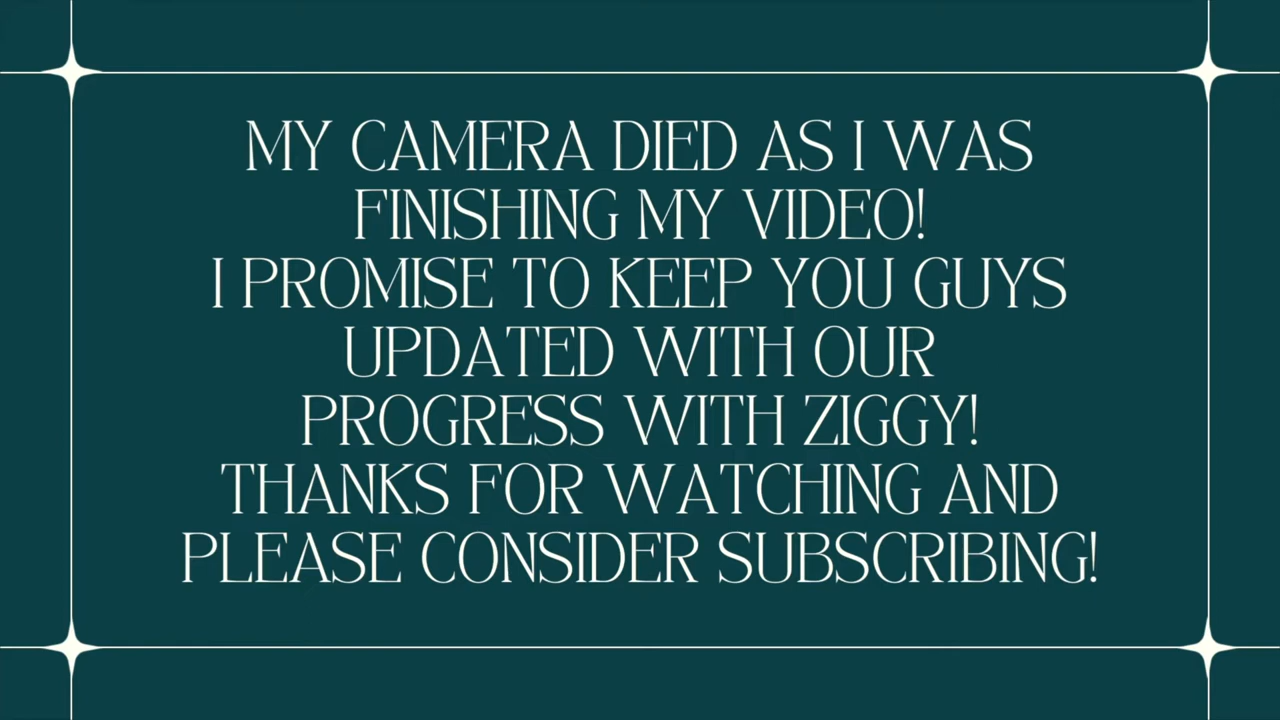 MY CAMERA DIED AS I WAS
FINISHING MY VIDEO!
I PROMISE TO KEEP YOU GUYS
UPDATED WITH OUR
PROGRESS WITH ZIGGY!
THANKS FOR WATCHING AND
PLEASE CONSIDER SUBSCRIBING!